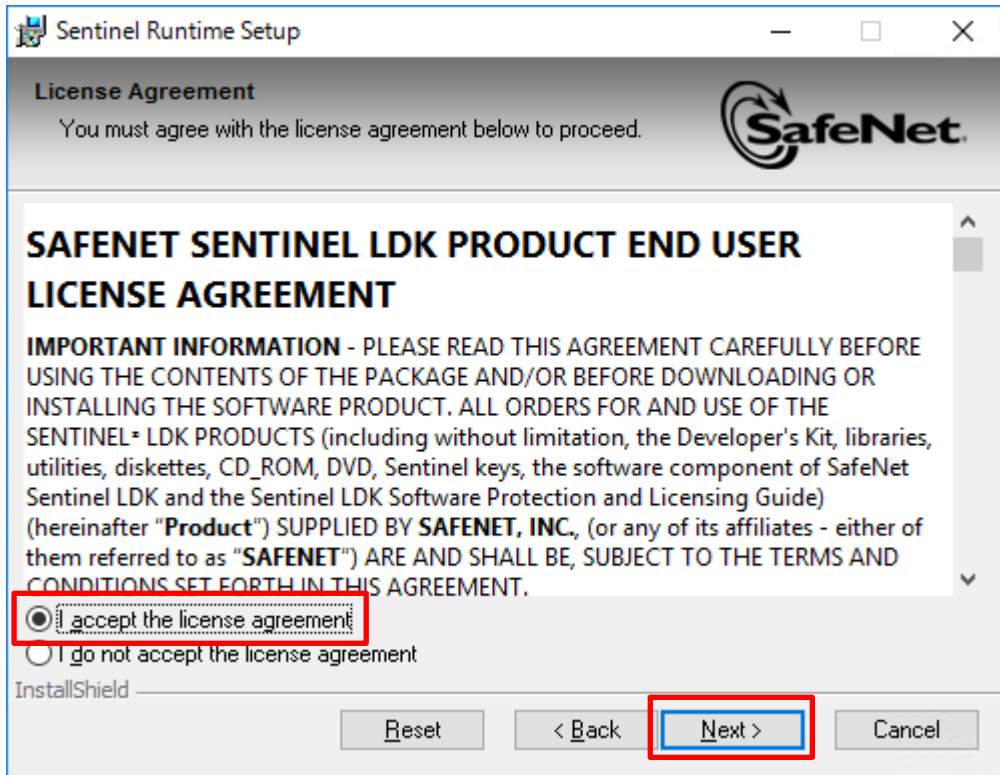 Sentinel Runtime Setup
License Agreement
You must agree with the license agreement below to proceed.
SafeNet.
SAFENET SENTINEL LDK PRODUCT END USER
LICENSE AGREEMENT
IMPORTANT INFORMATION - PLEASE READ THIS AGREEMENT CAREFULLY BEFORE
USING THE CONTENTS OF THE PACKAGE AND/OR BEFORE DOWNLOADING OR
INSTALLING THE SOFTWARE PRODUCT. ALL ORDERS FOR AND USE OF THE
SENTINEL® LDK PRODUCTS (including without limitation, the Developer's Kit, libraries,
utilities, diskettes, CD_ROM, DVD, Sentinel keys, the software component of SafeNet
Sentinel LDK and the Sentinel LDK Software Protection and Licensing Guide)
(hereinafter “Product”) SUPPLIED BY SAFENET, INC., (or any of its affiliates - either of
them referred to as “SAFENET”) ARE AND SHALL BE, SUBJECT TO THE TERMS AND
CONDITIONS SET FORTH IN THIS AGREEMENT.
I accept the license agreement
I do not accept the license agreement
InstallShield
Reset
< Back
Next >
Cancel